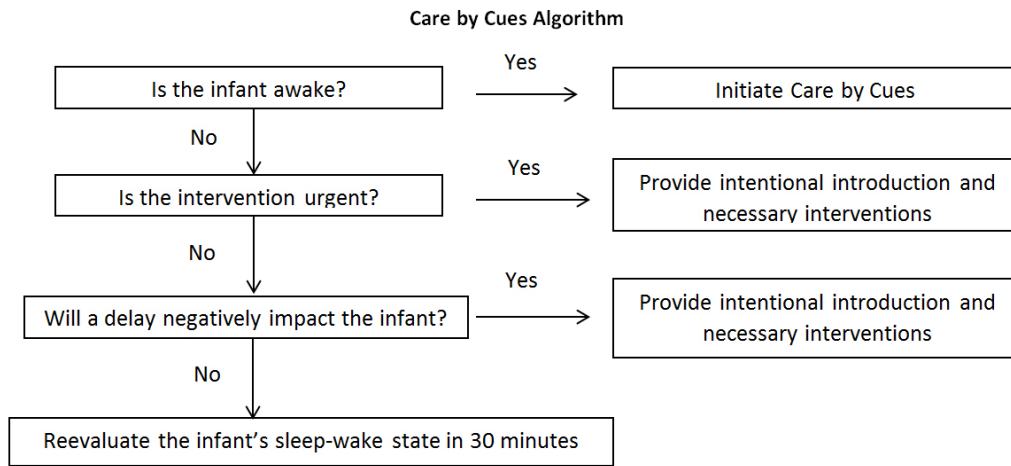 Care by Cues Algorithm
Is the infant awake?
Yes
Initiate Care by Cues
No
Is the intervention urgent?
Yes
Provide intentional introduction and
necessary interventions
No
Will a delay negatively impact the infant?
Yes
Provide intentional introduction and
necessary interventions
No
Reevaluate the infant's sleep-wake state in 30 minutes